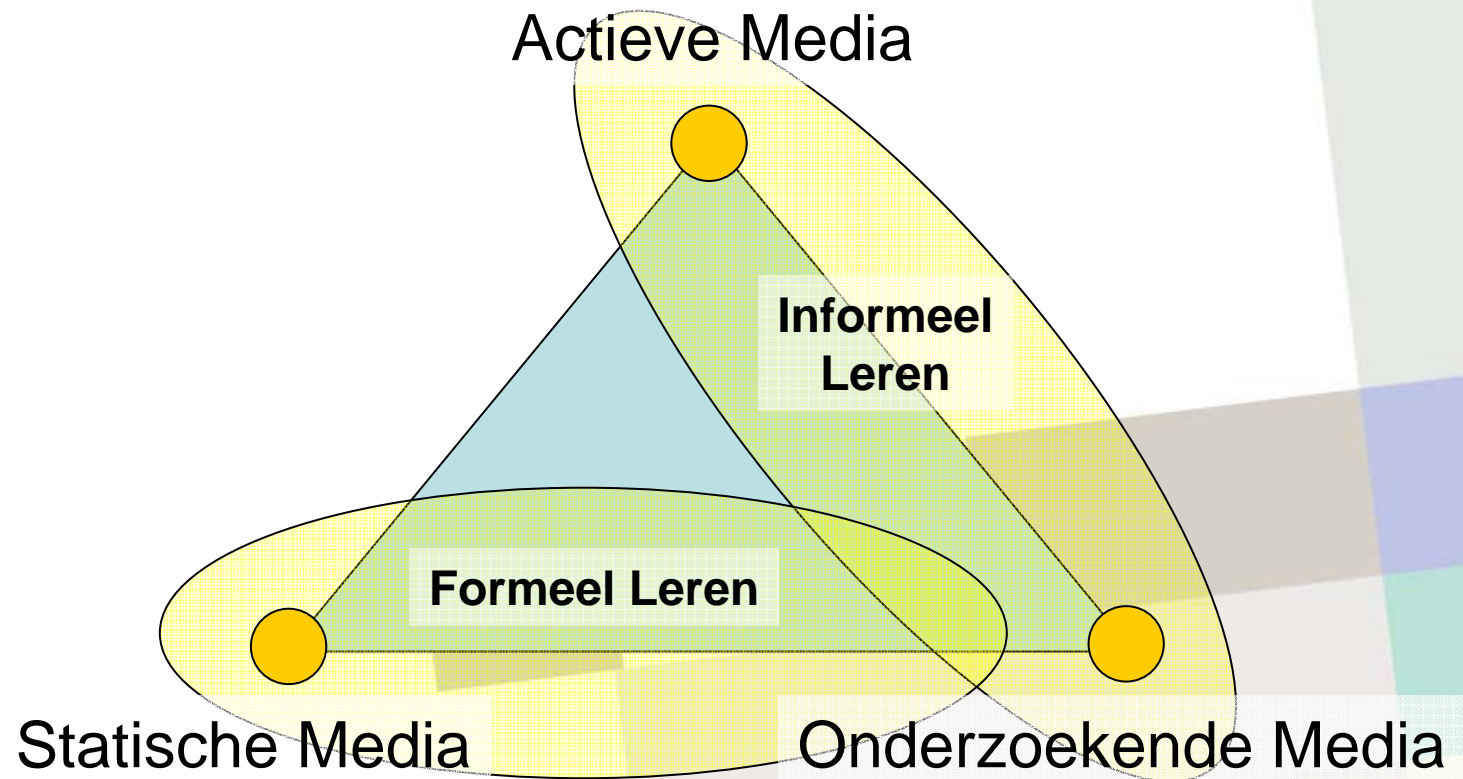 Actieve Media
Informeel
Leren
Formeel Leren
Statische Media
Onderzoekende Media